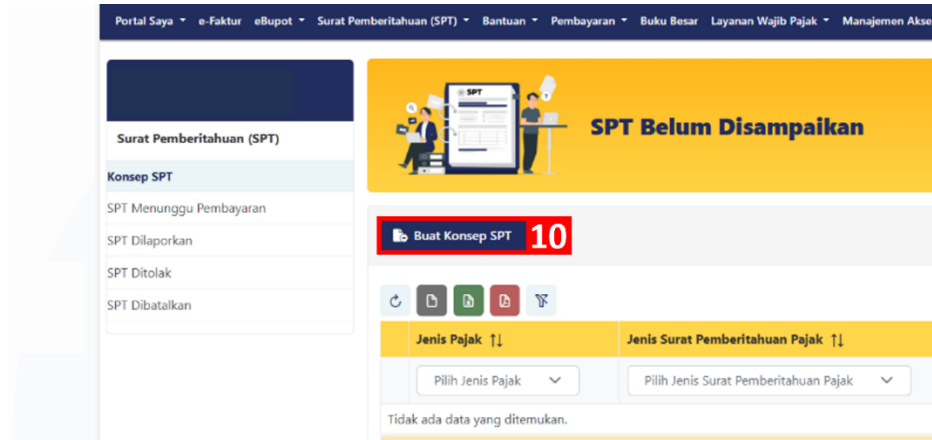 Portal Saya e-Faktur eBupot Surat Pemberitahuan (SPT) Bantuan Pembayaran Buku Besar Layanan Wajib Pajak Manajemen Akse
SPT
SPT Belum Disampaikan
Surat Pemberitahuan (SPT)
Konsep SPT
SPT Menunggu Pembayaran
SPT Dilaporkan
SPT Ditolak
SPT Dibatalkan
Buat Konsep SPT 10
Jenis Pajak ↑↓ Jenis Surat Pemberitahuan Pajak ↑↓
Pilih Jenis Pajak Pilih Jenis Surat Pemberitahuan Pajak
Tidak ada data yang ditemukan.